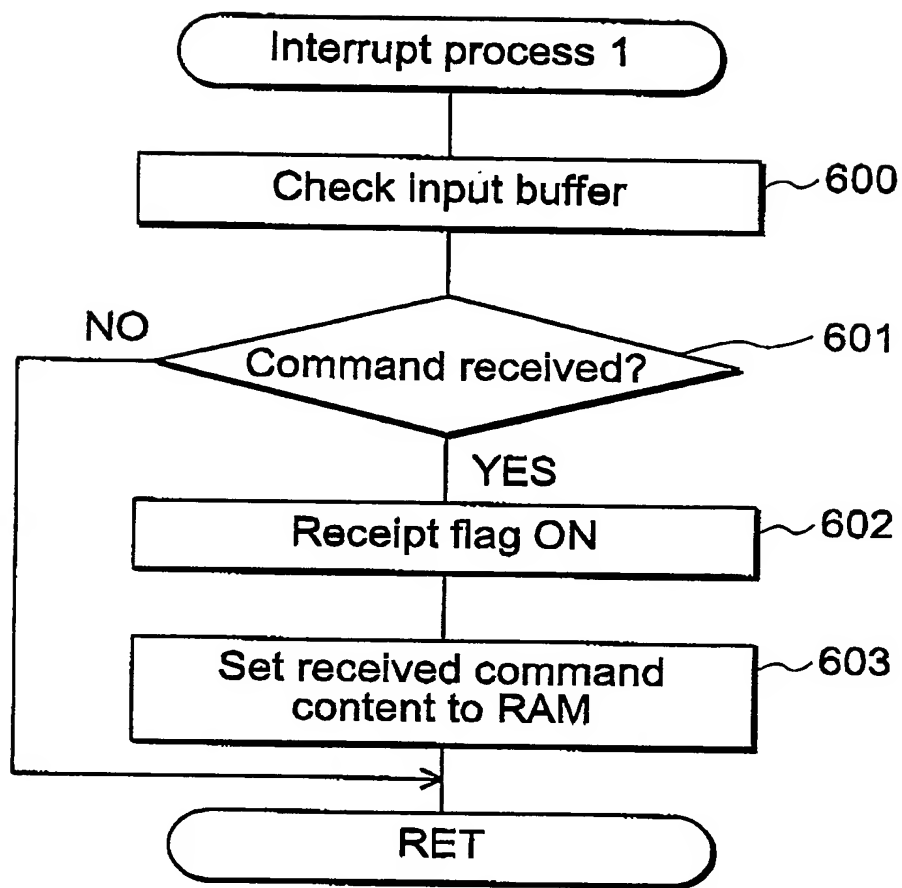 Interrupt process 1
Check input buffer
600
NO
Command received?
601
YES
Receipt flag ON
602
Set received command
content to RAM
603
RET